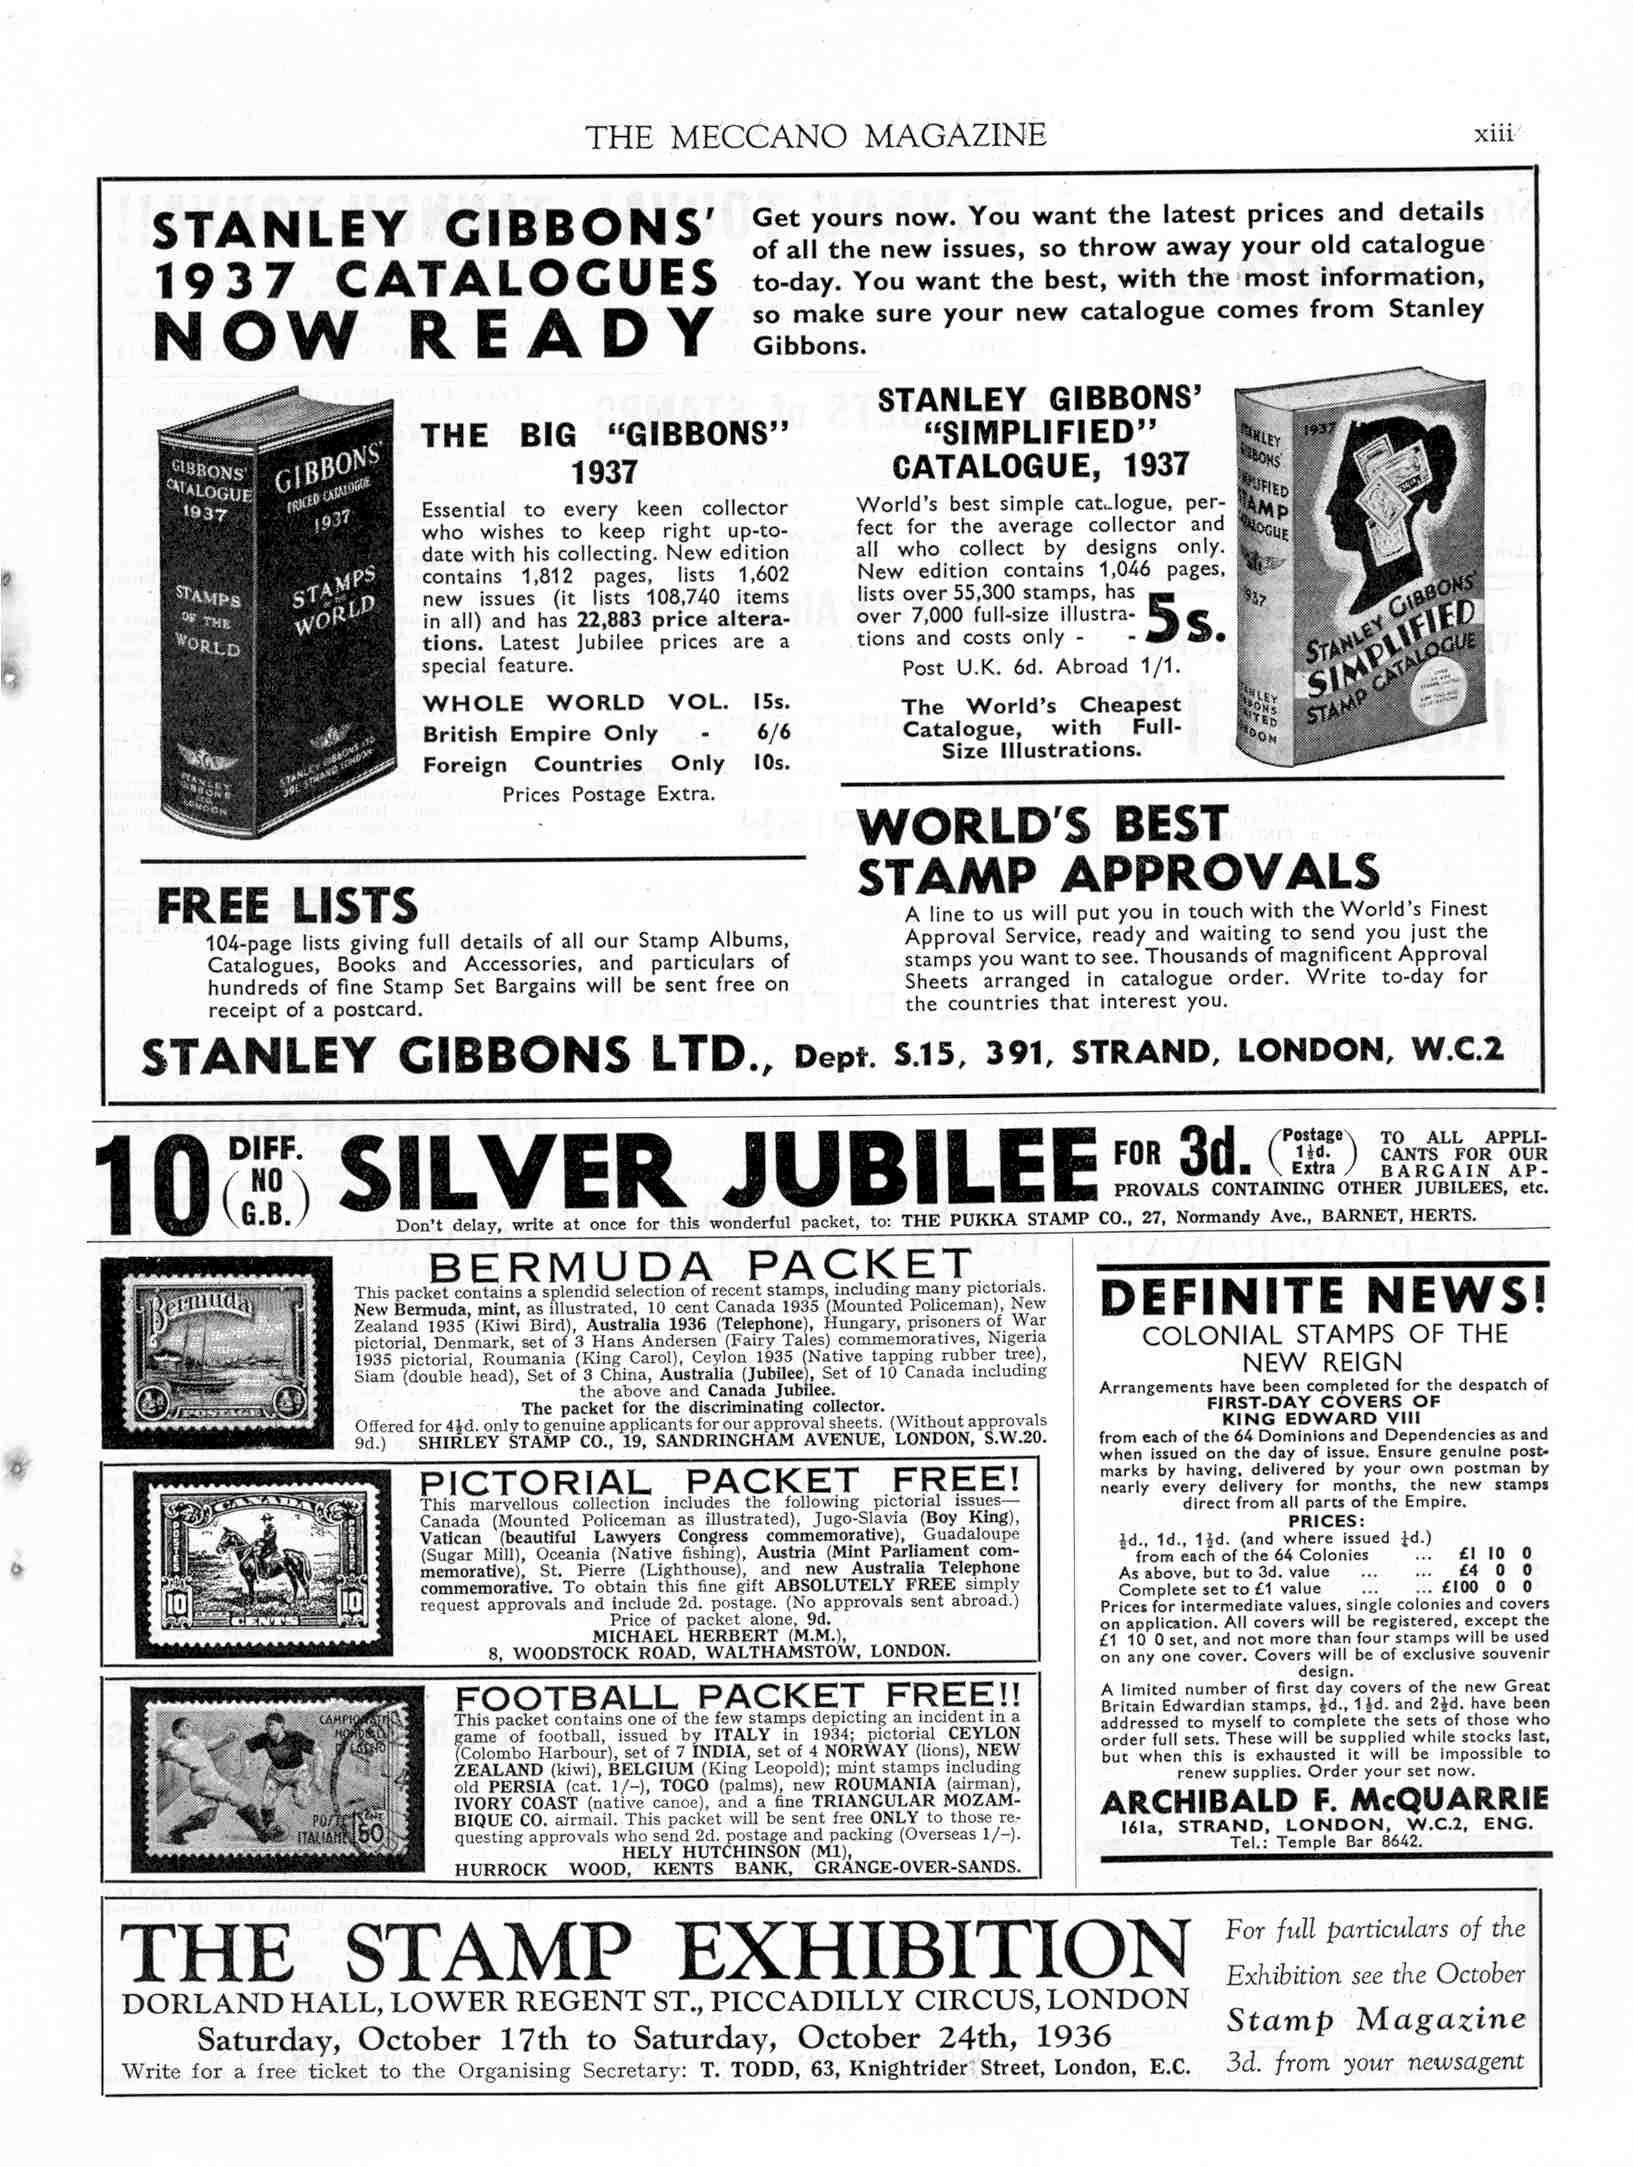 THE MECCANO MAGAZINE
xiii
STANLEY GIBBONS'
1937 CATALOGUES
NOW READY
Get yours now. You want the latest prices and details
of all the new issues, so throw away your old catalogue
to-day. You want the best, with the most information,
so make sure your new catalogue comes from Stanley
Gibbons.
GIBBONS'
CATALOGUE
1937
STAMPS
OF THE
WORLD
STANLEY
GIBBONS
LTD
LONDON
GIBBONS'
PRICED CATALOGUE
1937
STAMPS
OF THE
WORLD
STANLEY GIBBONS LTD
391 STRAND, LONDON
THE BIG "GIBBONS"
1937
Essential to every keen collector
who wishes to keep right up-to-
date with his collecting. New edition
contains 1,812 pages, lists 1,602
new issues (it lists 108,740 items
in all) and has 22,883 price altera-
tions. Latest Jubilee prices are a
special feature.
WHOLE WORLD VOL. 15s.
British Empire Only - 6/6
Foreign Countries Only 10s.
Prices Postage Extra.
STANLEY GIBBONS'
"SIMPLIFIED"
CATALOGUE, 1937
World's best simple catalogue, per-
fect for the average collector and
all who collect by designs only.
New edition contains 1,046 pages,
lists over 55,300 stamps, has
over 7,000 full-size illustra-
tions and costs only - - 5s.
Post U.K. 6d. Abroad 1/1.
The World's Cheapest
Catalogue, with Full-
Size Illustrations.
1937
STANLEY GIBBONS'
SIMPLIFIED
STAMP CATALOGUE
FREE LISTS
104-page lists giving full details of all our Stamp Albums,
Catalogues, Books and Accessories, and particulars of
hundreds of fine Stamp Set Bargains will be sent free on
receipt of a postcard.
WORLD'S BEST
STAMP APPROVALS
A line to us will put you in touch with the World's Finest
Approval Service, ready and waiting to send you just the
stamps you want to see. Thousands of magnificent Approval
Sheets arranged in catalogue order. Write to-day for
the countries that interest you.
STANLEY GIBBONS LTD., Dept. S.15, 391, STRAND, LONDON, W.C.2
10 DIFF. (NO G.B.) SILVER JUBILEE FOR 3d. (Postage 1½d. Extra) TO ALL APPLI-
CANTS FOR OUR
BARGAIN AP-
PROVALS CONTAINING OTHER JUBILEES, etc.
Don't delay, write at once for this wonderful packet, to: THE PUKKA STAMP CO., 27, Normandy Ave., BARNET, HERTS.
Bermuda
½d POSTAGE ½d
BERMUDA PACKET
This packet contains a splendid selection of recent stamps, including many pictorials.
New Bermuda, mint, as illustrated, 10 cent Canada 1935 (Mounted Policeman), New
Zealand 1935 (Kiwi Bird), Australia 1936 (Telephone), Hungary, prisoners of War
pictorial, Denmark, set of 3 Hans Andersen (Fairy Tales) commemoratives, Nigeria
1935 pictorial, Roumania (King Carol), Ceylon 1935 (Native tapping rubber tree),
Siam (double head), Set of 3 China, Australia (Jubilee), Set of 10 Canada including
the above and Canada Jubilee.
The packet for the discriminating collector.
Offered for 4½d. only to genuine applicants for our approval sheets. (Without approvals
9d.) SHIRLEY STAMP CO., 19, SANDRINGHAM AVENUE, LONDON, S.W.20.
CANADA
10 CENTS 10
PICTORIAL PACKET FREE!
This marvellous collection includes the following pictorial issues—
Canada (Mounted Policeman as illustrated), Jugo-Slavia (Boy King),
Vatican (beautiful Lawyers Congress commemorative), Guadaloupe
(Sugar Mill), Oceania (Native fishing), Austria (Mint Parliament com-
memorative), St. Pierre (Lighthouse), and new Australia Telephone
commemorative. To obtain this fine gift ABSOLUTELY FREE simply
request approvals and include 2d. postage. (No approvals sent abroad.)
Price of packet alone, 9d.
MICHAEL HERBERT (M.M.),
8, WOODSTOCK ROAD, WALTHAMSTOW, LONDON.
POSTE
ITALIANE 50
FOOTBALL PACKET FREE!!
This packet contains one of the few stamps depicting an incident in a
game of football, issued by ITALY in 1934; pictorial CEYLON
(Colombo Harbour), set of 7 INDIA, set of 4 NORWAY (lions), NEW
ZEALAND (kiwi), BELGIUM (King Leopold); mint stamps including
old PERSIA (cat. 1/-), TOGO (palms), new ROUMANIA (airman),
IVORY COAST (native canoe), and a fine TRIANGULAR MOZAM-
BIQUE CO. airmail. This packet will be sent free ONLY to those re-
questing approvals who send 2d. postage and packing (Overseas 1/-).
HELY HUTCHINSON (M1),
HURROCK WOOD, KENTS BANK, GRANGE-OVER-SANDS.
DEFINITE NEWS!
COLONIAL STAMPS OF THE
NEW REIGN
Arrangements have been completed for the despatch of
FIRST-DAY COVERS OF
KING EDWARD VIII
from each of the 64 Dominions and Dependencies as and
when issued on the day of issue. Ensure genuine post-
marks by having, delivered by your own postman by
nearly every delivery for months, the new stamps
direct from all parts of the Empire.
PRICES:
½d., 1d., 1½d. (and where issued ¼d.)
from each of the 64 Colonies ... £1 10 0
As above, but to 3d. value ... ... £4 0 0
Complete set to £1 value ... ... £100 0 0
Prices for intermediate values, single colonies and covers
on application. All covers will be registered, except the
£1 10 0 set, and not more than four stamps will be used
on any one cover. Covers will be of exclusive souvenir
design.
A limited number of first day covers of the new Great
Britain Edwardian stamps, ½d., 1½d. and 2½d. have been
addressed to myself to complete the sets of those who
order full sets. These will be supplied while stocks last,
but when this is exhausted it will be impossible to
renew supplies. Order your set now.
ARCHIBALD F. McQUARRIE
161a, STRAND, LONDON, W.C.2, ENG.
Tel.: Temple Bar 8642.
THE STAMP EXHIBITION
DORLAND HALL, LOWER REGENT ST., PICCADILLY CIRCUS, LONDON
Saturday, October 17th to Saturday, October 24th, 1936
Write for a free ticket to the Organising Secretary: T. TODD, 63, Knightrider Street, London, E.C.
For full particulars of the
Exhibition see the October
Stamp Magazine
3d. from your newsagent